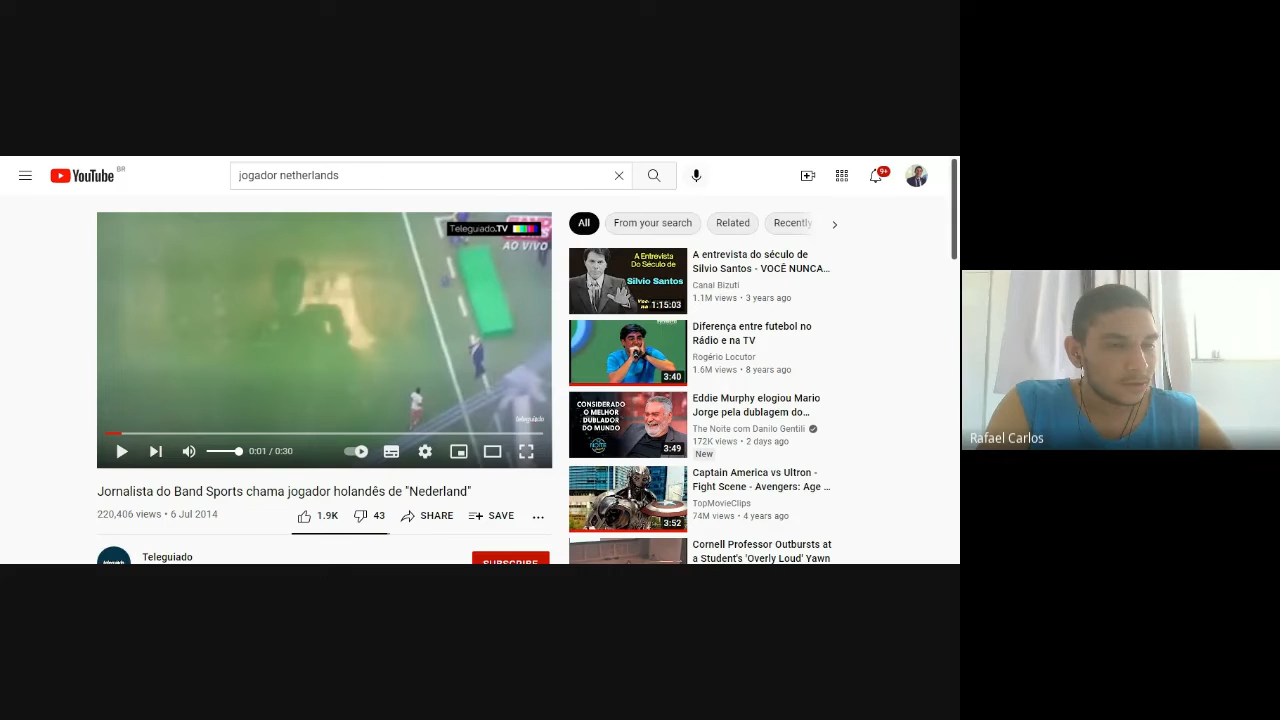 YouTube BR
jogador netherlands
9+
Teleguiado.TV
AO VIVO
teleguiado
0:01 / 0:30
Jornalista do Band Sports chama jogador holandês de "Nederland"
220,406 views • 6 Jul 2014
1.9K
43
SHARE
SAVE
Teleguiado
SUBSCRIBE
All
From your search
Related
Recently
A Entrevista
Do Século de
Silvio Santos
1:15:03
A entrevista do século de
Silvio Santos - VOCÊ NUNCA...
Canal Bizuti
1.1M views • 3 years ago
3:40
Diferença entre futebol no
Rádio e na TV
Rogério Locutor
1.6M views • 8 years ago
CONSIDERADO
O MELHOR
DUBLADOR
DO MUNDO
3:49
Eddie Murphy elogiou Mario
Jorge pela dublagem do...
The Noite com Danilo Gentili
172K views • 2 days ago
New
3:52
Captain America vs Ultron -
Fight Scene - Avengers: Age ...
TopMovieClips
74M views • 4 years ago
Cornell Professor Outbursts at
a Student's 'Overly Loud' Yawn
Rafael Carlos